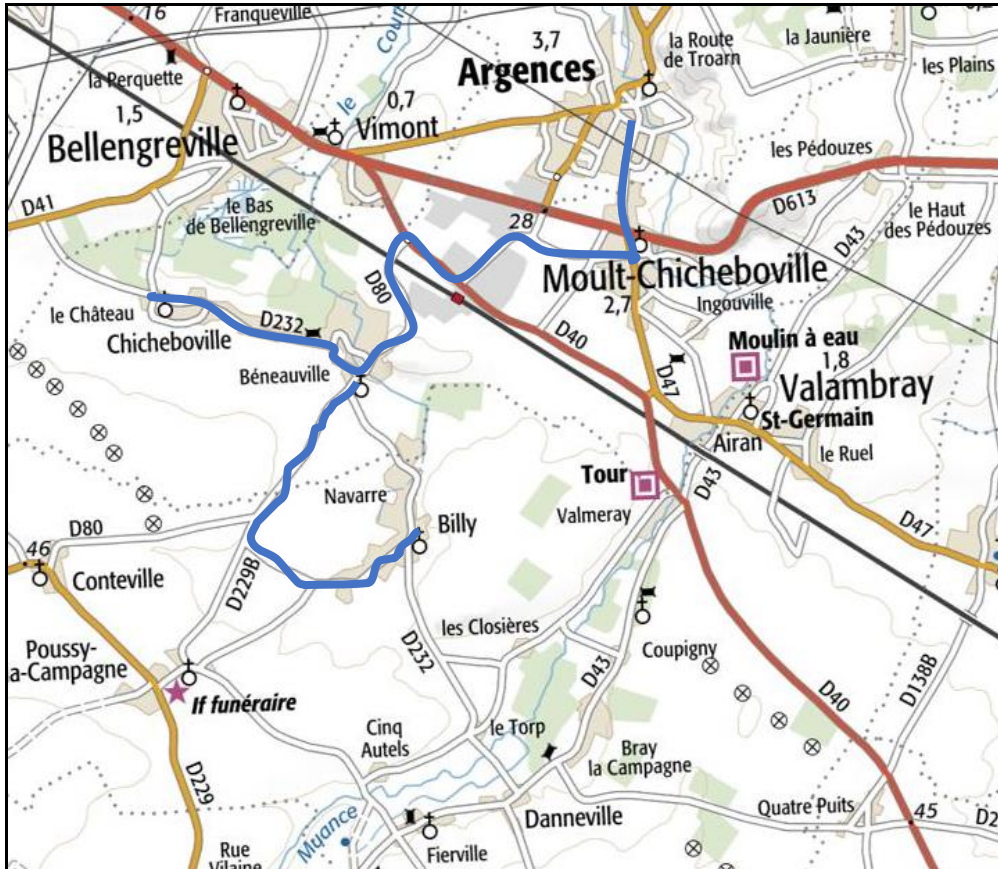 16
Franqueville
3,7
la Route
de Troarn
la Jaunière
les Plains
la Perquette
1,5
Bellengreville
le
0,7
Vimont
Argences
les Pédouzes
D41
le Bas
de Bellengreville
28
D613
D43
le Haut
des Pédouzes
le Château
Chicheboville
D232
D80
Moult-Chicheboville
2,7
Ingouville
D40
Moulin à eau
1,8
Valambray
Béneauville
D47
St-Germain
Airan
le Ruel
Navarre
Tour
Valmeray
D43
D47
D80
46
Conteville
Billy
D229B
Poussy-
a-Campagne
If funéraire
les Closières
D232
D43
Coupigny
D138B
D40
Cinq
Autels
le Torp
Bray
la Campagne
D229
Muance
Danneville
Quatre Puits
45
Rue
Vilaine
Fierville